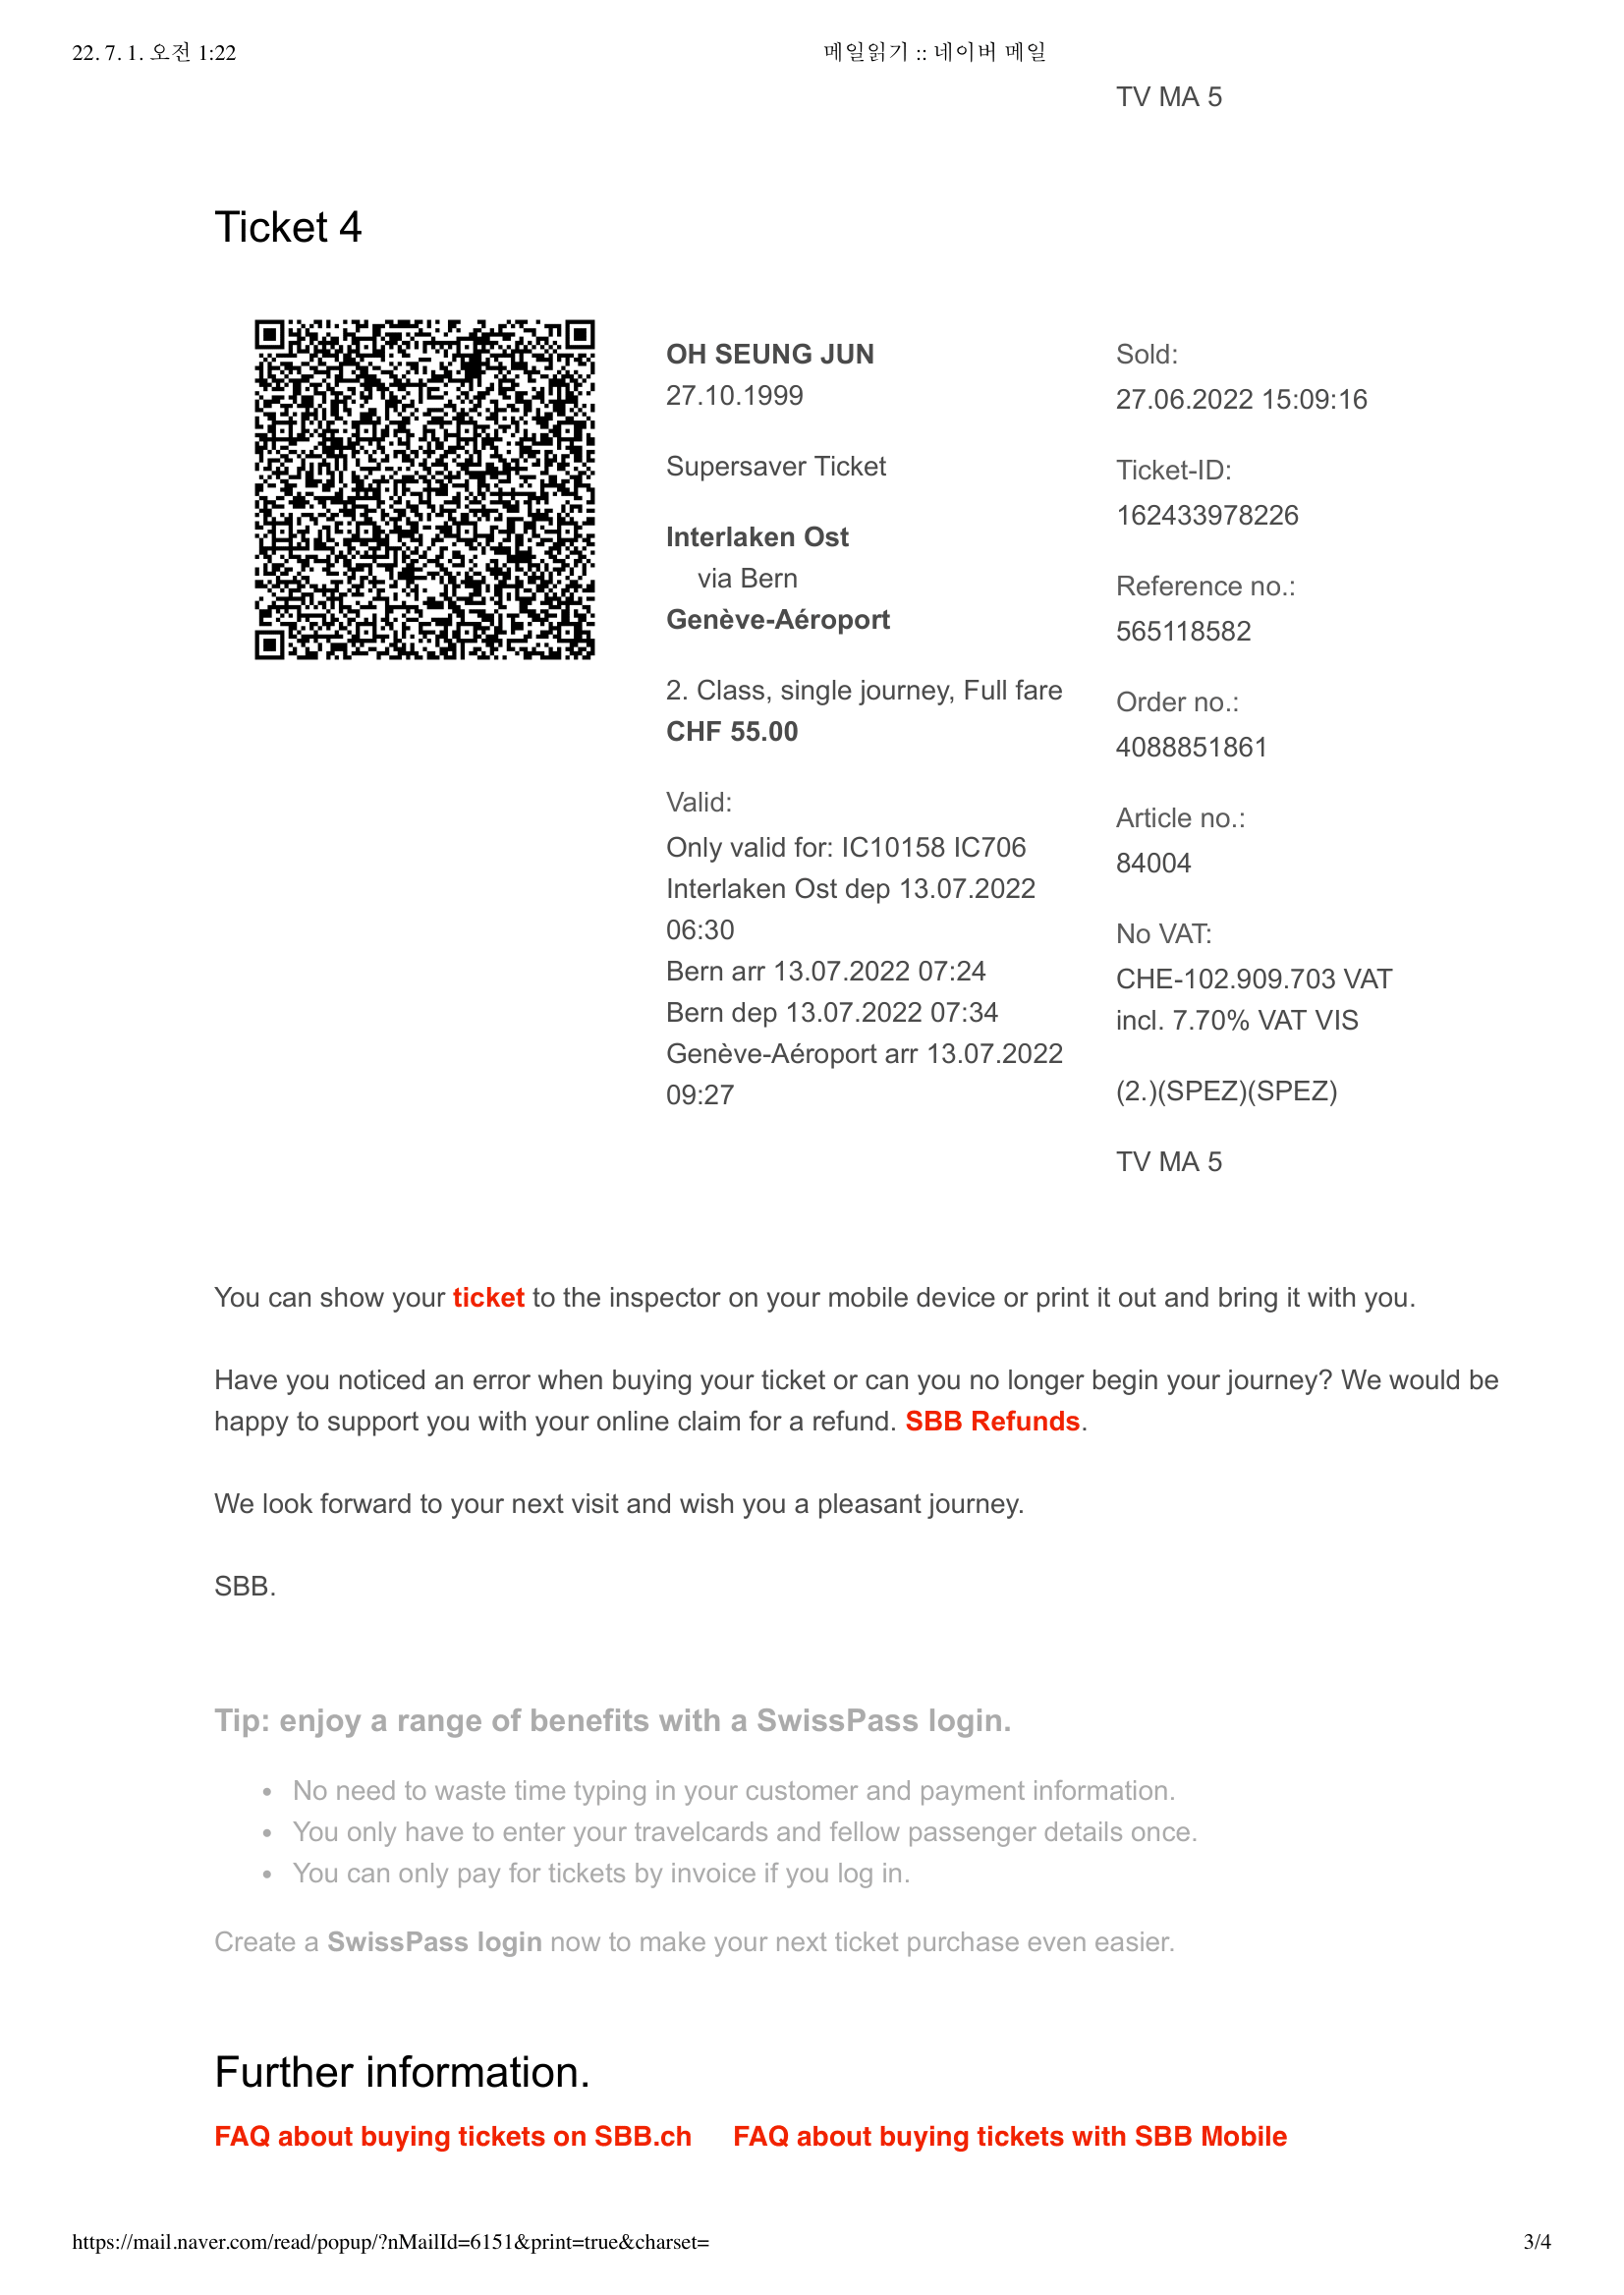 22. 7. 1. 오전 1:22
메일읽기 :: 네이버 메일
TV MA 5
Ticket 4
OH SEUNG JUN
27.10.1999
Supersaver Ticket
Interlaken Ost
via Bern
Genève-Aéroport
2. Class, single journey, Full fare
CHF 55.00
Valid:
Only valid for: IC10158 IC706
Interlaken Ost dep 13.07.2022
06:30
Bern arr 13.07.2022 07:24
Bern dep 13.07.2022 07:34
Genève-Aéroport arr 13.07.2022
09:27
Sold:
27.06.2022 15:09:16
Ticket-ID:
162433978226
Reference no.:
565118582
Order no.:
4088851861
Article no.:
84004
No VAT:
CHE-102.909.703 VAT
incl. 7.70% VAT VIS
(2.)(SPEZ)(SPEZ)
TV MA 5
You can show your ticket to the inspector on your mobile device or print it out and bring it with you.
Have you noticed an error when buying your ticket or can you no longer begin your journey? We would be
happy to support you with your online claim for a refund. SBB Refunds.
We look forward to your next visit and wish you a pleasant journey.
SBB.
Tip: enjoy a range of benefits with a SwissPass login.
• No need to waste time typing in your customer and payment information.
• You only have to enter your travelcards and fellow passenger details once.
• You can only pay for tickets by invoice if you log in.
Create a SwissPass login now to make your next ticket purchase even easier.
Further information.
FAQ about buying tickets on SBB.ch FAQ about buying tickets with SBB Mobile
https://mail.naver.com/read/popup/?nMailId=6151&print=true&charset=
3/4